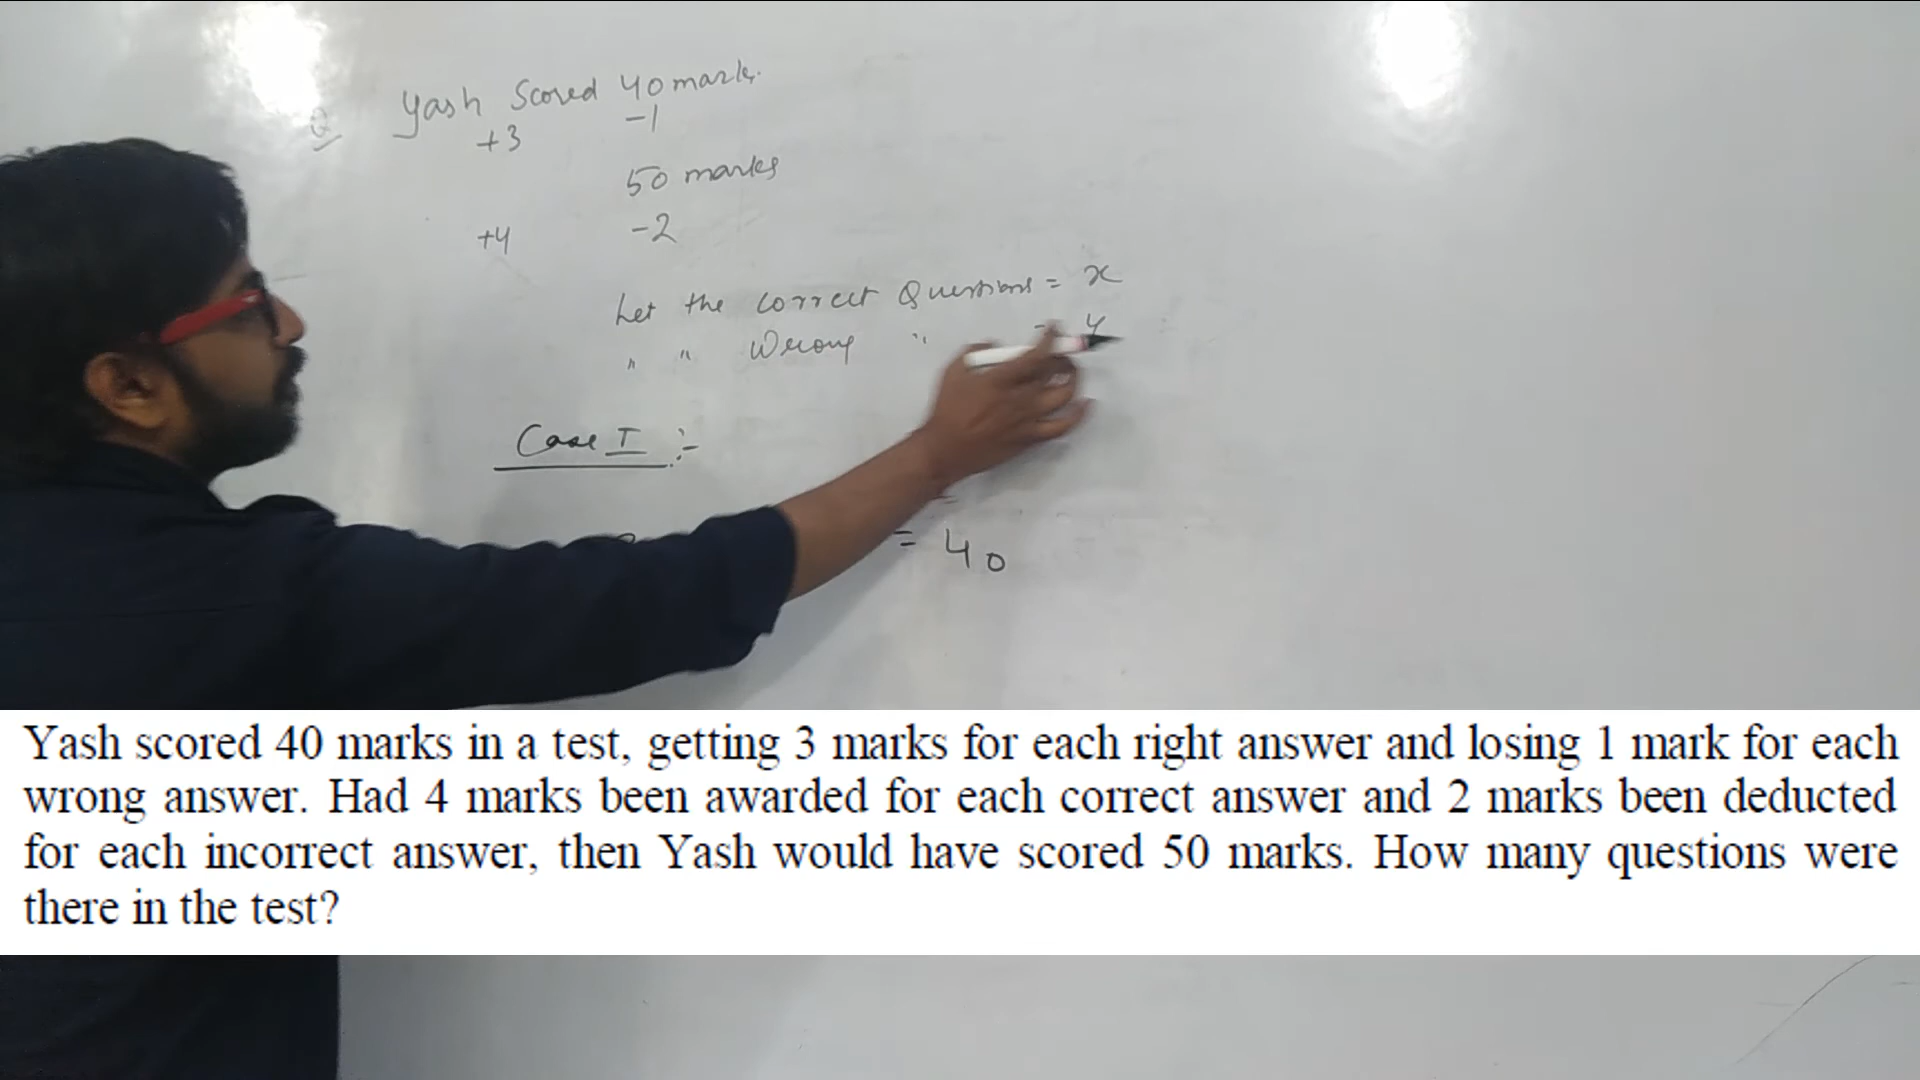 Q Yash Scored 40 marks.
+3 -1
50 marks
+4 -2
Let the correct Questions = x
" " Wrong " = y
Case I :-
= 40
Yash scored 40 marks in a test, getting 3 marks for each right answer and losing 1 mark for each
wrong answer. Had 4 marks been awarded for each correct answer and 2 marks been deducted
for each incorrect answer, then Yash would have scored 50 marks. How many questions were
there in the test?